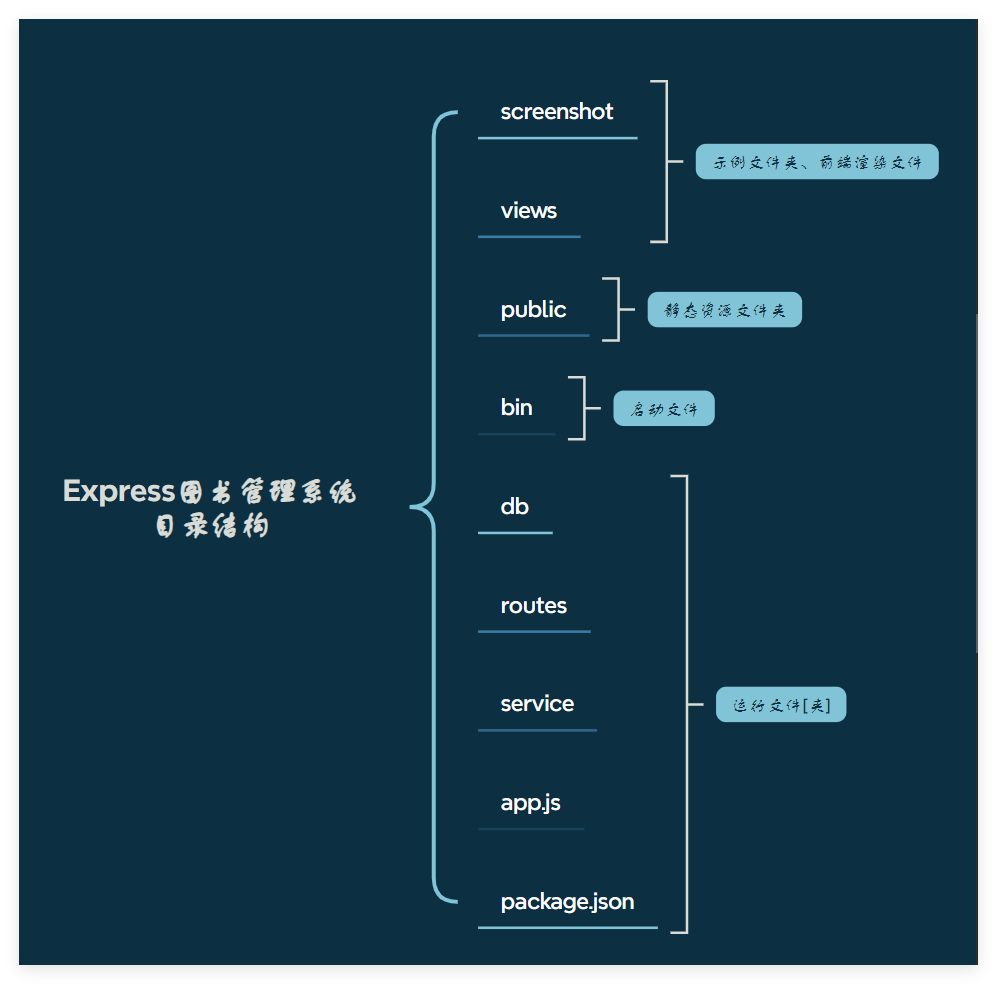 Express图书管理系统
目录结构
screenshot
views
示例文件夹、前端渲染文件
public
静态资源文件夹
bin
启动文件
db
routes
service
app.js
package.json
运行文件[夹]